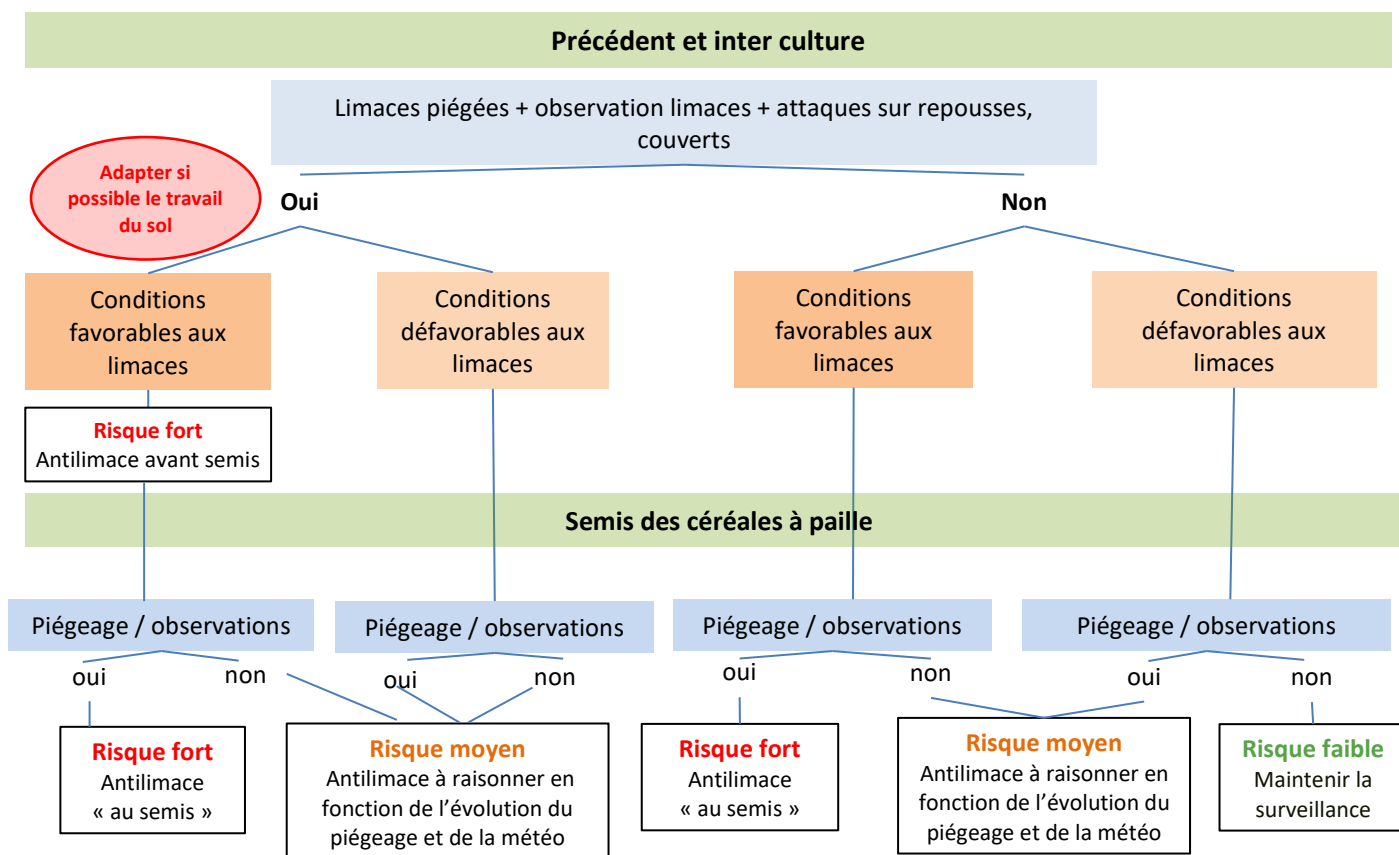 Précédent et inter culture
Limaces piégées + observation limaces + attaques sur repousses,
couverts
Adapter si
possible le travail
du sol
Oui
Non
Conditions
favorables aux
limaces
Conditions
défavorables aux
limaces
Conditions
favorables aux
limaces
Conditions
défavorables aux
limaces
Risque fort
Antilimace avant semis
Semis des céréales à paille
Piégeage / observations
Piégeage / observations
Piégeage / observations
Piégeage / observations
oui
non
oui
non
oui
non
oui
non
Risque fort
Antilimace
« au semis »
Risque moyen
Antilimace à raisonner en
fonction de l’évolution du
piégeage et de la météo
Risque fort
Antilimace
« au semis »
Risque moyen
Antilimace à raisonner en
fonction de l’évolution du
piégeage et de la météo
Risque faible
Maintenir la
surveillance